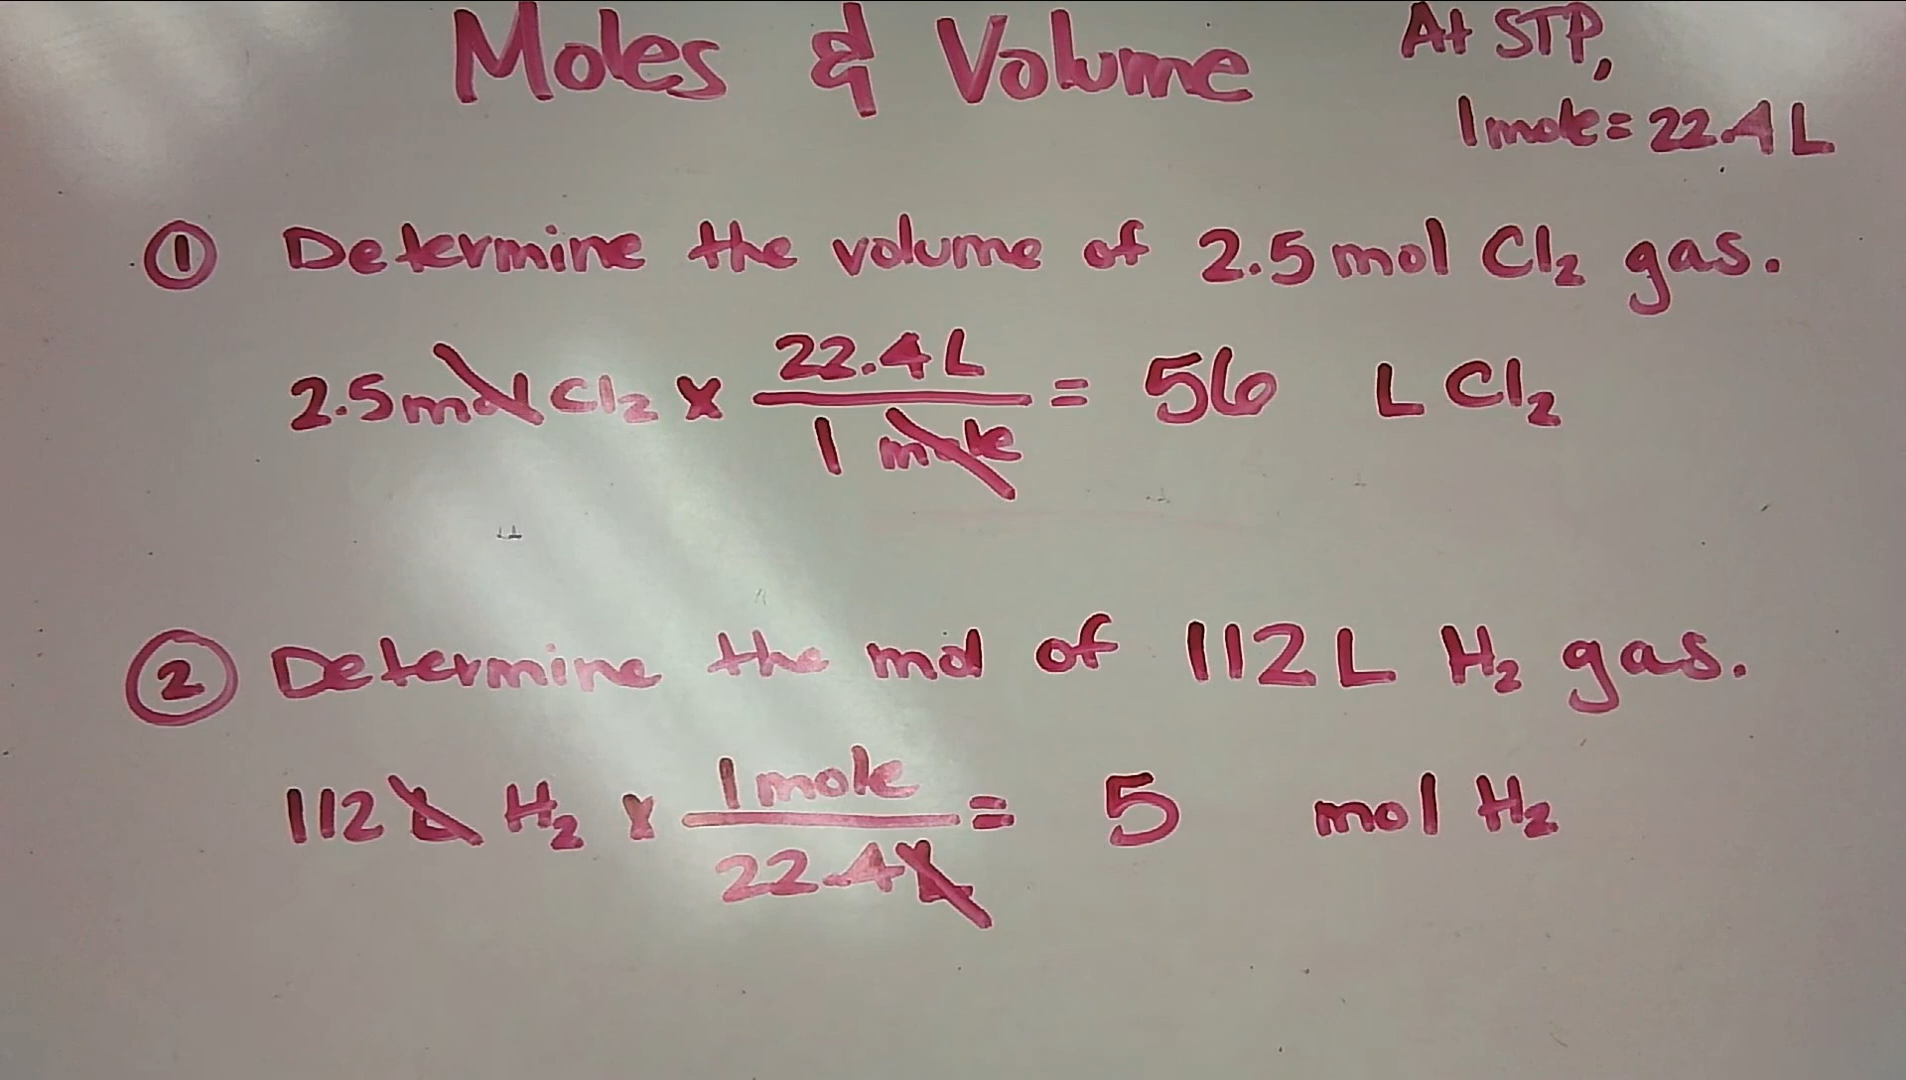 Moles & Volume
At STP,
1 mole = 22.4 L
① Determine the volume of 2.5 mol Cl₂ gas.
2.5 mol Cl₂ x 22.4 L / 1 mole = 56 L Cl₂
② Determine the mol of 112 L H₂ gas.
112 L H₂ x 1 mole / 22.4 L = 5 mol H₂